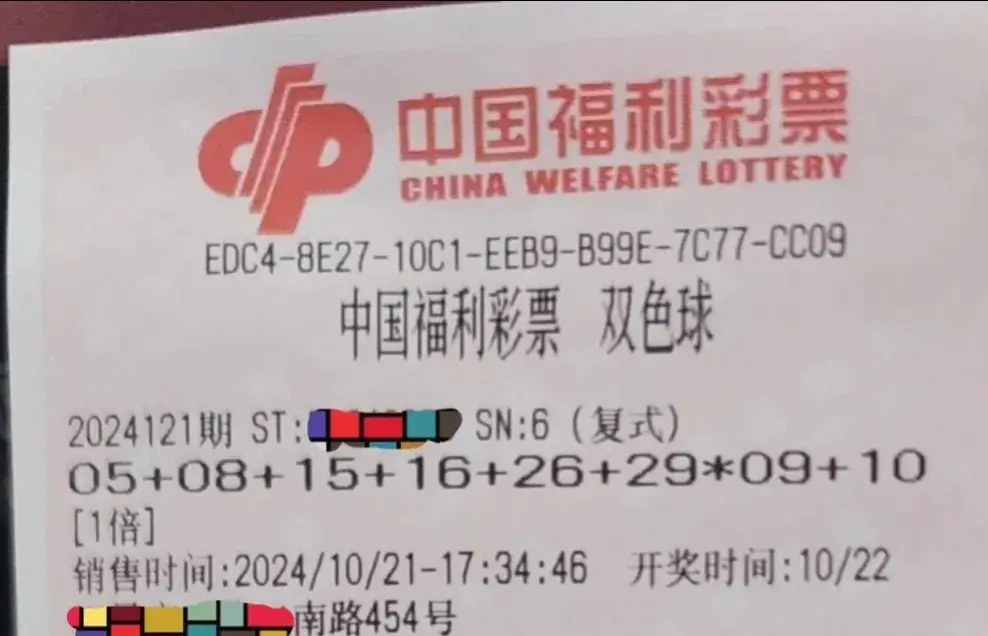 中国福利彩票
CHINA WELFARE LOTTERY
EDC4-8E27-10C1-EEB9-B99E-7C77-CC09
中国福利彩票 双色球
2024121期 ST: SN:6 (复式)
05+08+15+16+26+29*09+10
[1倍]
销售时间:2024/10/21-17:34:46 开奖时间:10/22
南路454号